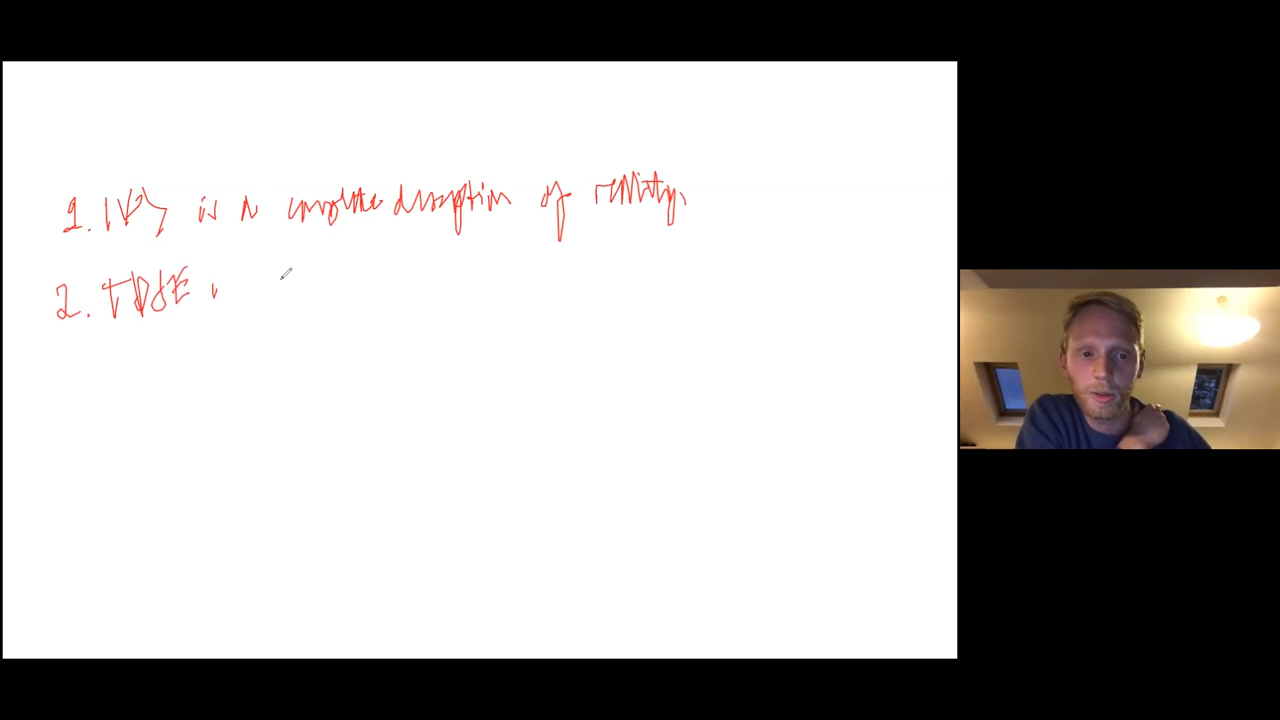 1. |Ψ⟩ is a complete description of reality.
2. TDSE